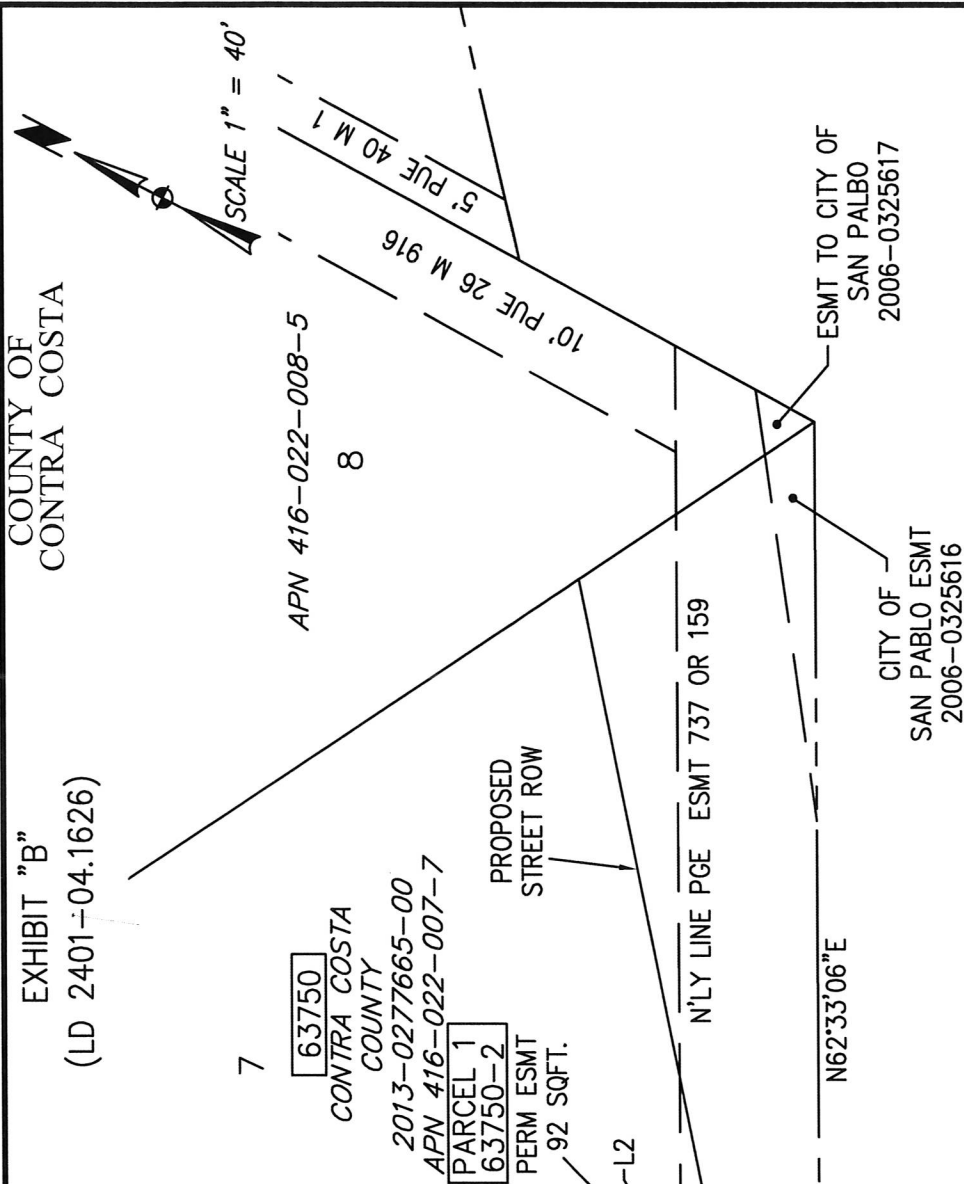 COUNTY OF
CONTRA COSTA
EXHIBIT "B"
(LD 2401-04.1626)
N
SCALE 1" = 40'
5' PUE 40 M 1
10' PUE 26 M 916
APN 416-022-008-5
8
7
63750
CONTRA COSTA
COUNTY
2013-0277665-00
APN 416-022-007-7
PARCEL 1
63750-2
PERM ESMT
92 SQFT.
L2
PROPOSED
STREET ROW
N'LY LINE PGE ESMT 737 OR 159
N62°33'06"E
ESMT TO CITY OF
SAN PALBO
2006-0325617
CITY OF
SAN PABLO ESMT
2006-0325616